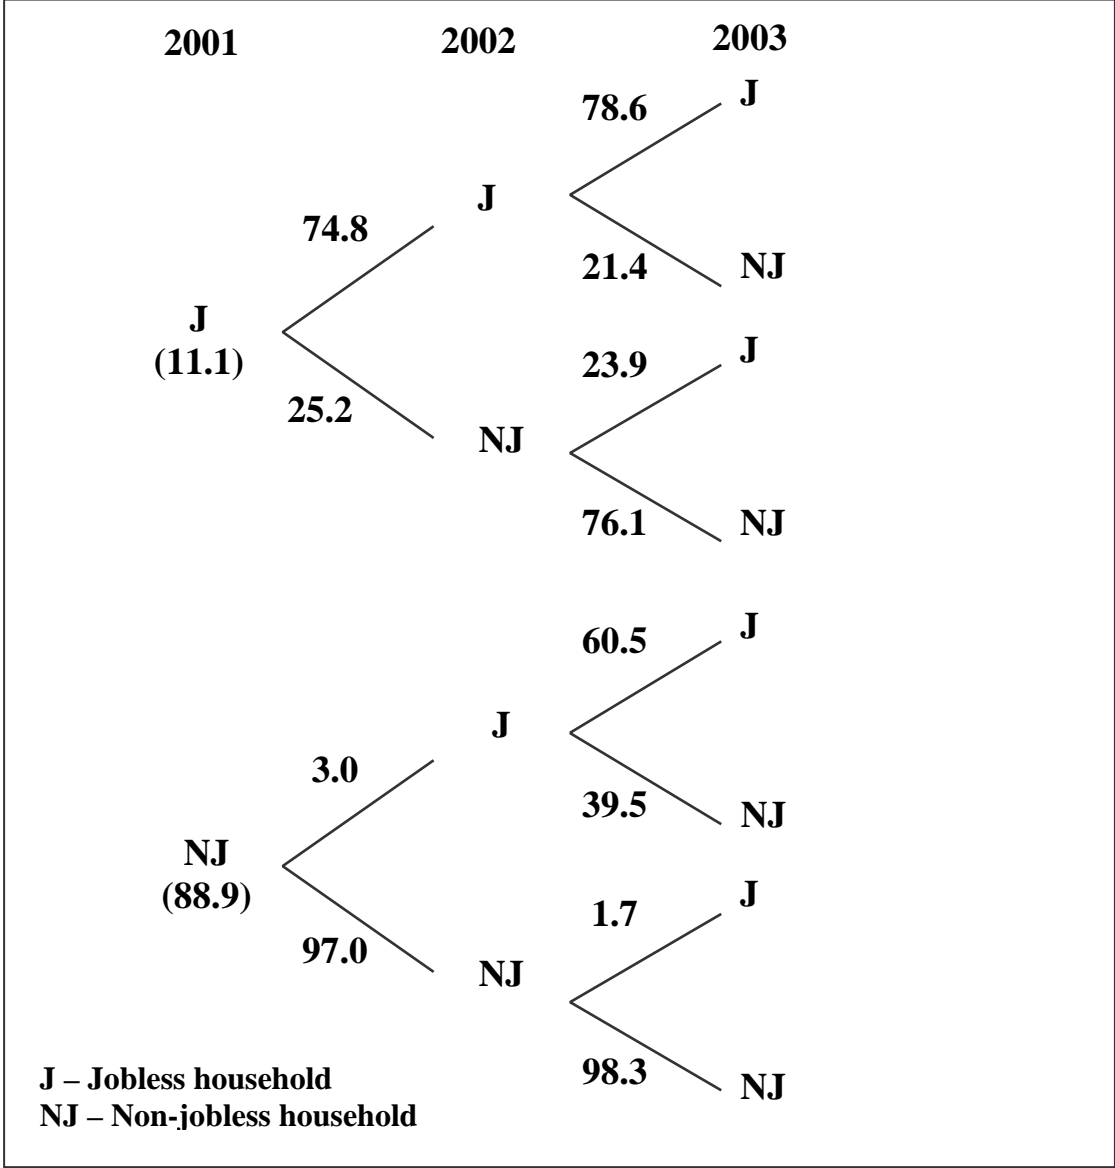 2001 2002 2003
J
78.6
J
74.8
21.4
NJ
J
(11.1)
J
23.9
25.2
NJ
76.1
NJ
J
60.5
J
3.0
39.5
NJ
NJ
(88.9)
J
1.7
97.0
NJ
98.3
NJ
J – Jobless household
NJ – Non-jobless household